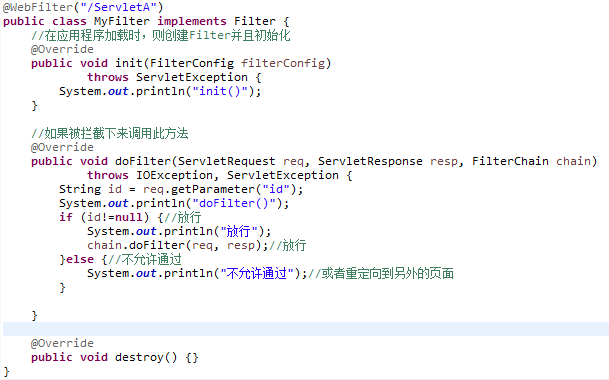 @WebFilter("/ServletA")
public class MyFilter implements Filter {
    //在应用程序加载时，则创建Filter并且初始化
    @Override
    public void init(FilterConfig filterConfig)
            throws ServletException {
        System.out.println("init()");
    }
    //如果被拦截下来调用此方法
    @Override
    public void doFilter(ServletRequest req, ServletResponse resp, FilterChain chain)
            throws IOException, ServletException {
        String id = req.getParameter("id");
        System.out.println("doFilter()");
        if (id!=null) {//放行
            System.out.println("放行");
            chain.doFilter(req, resp);//放行
        }else {//不允许通过
            System.out.println("不允许通过");//或者重定向到另外的页面
        }
    }
    @Override
    public void destroy() {}
}